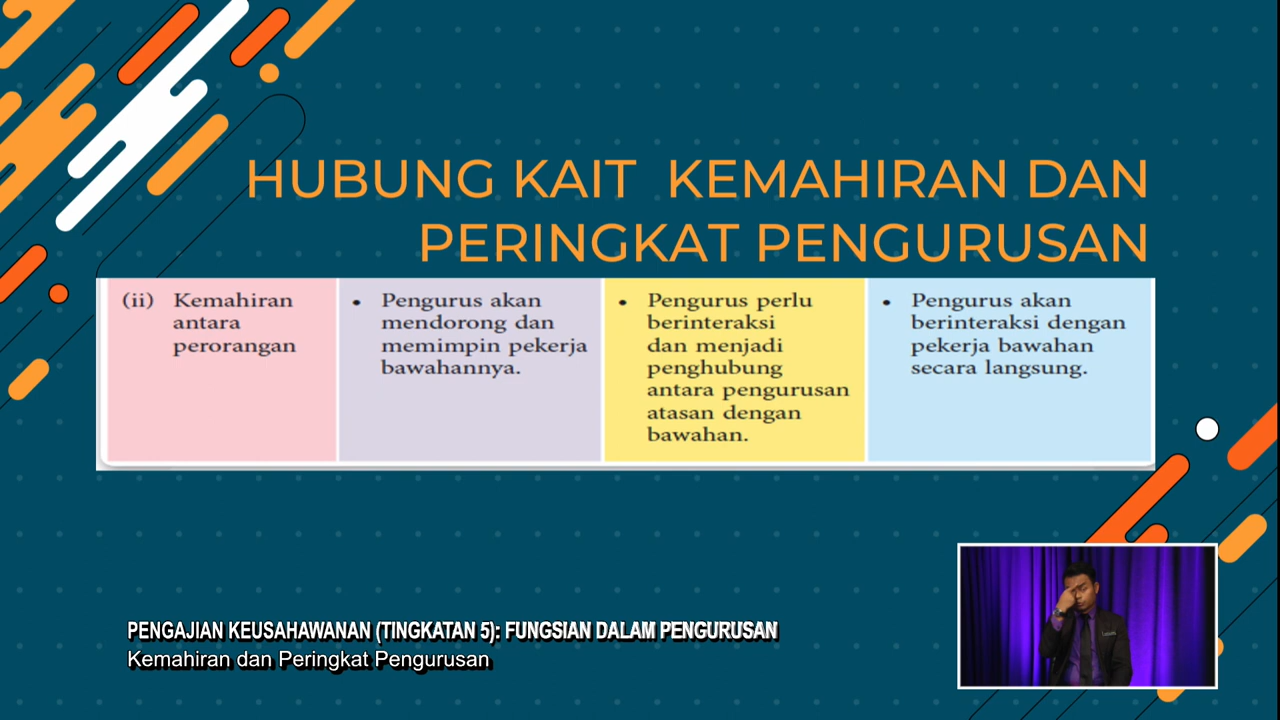 HUBUNG KAIT KEMAHIRAN DAN
PERINGKAT PENGURUSAN
(ii) Kemahiran
antara
perorangan
• Pengurus akan
mendorong dan
memimpin pekerja
bawahannya.
• Pengurus perlu
berinteraksi
dan menjadi
penghubung
antara pengurusan
atasan dengan
bawahan.
• Pengurus akan
berinteraksi dengan
pekerja bawahan
secara langsung.
PENGAJIAN KEUSAHAWANAN (TINGKATAN 5): FUNGSIAN DALAM PENGURUSAN
Kemahiran dan Peringkat Pengurusan